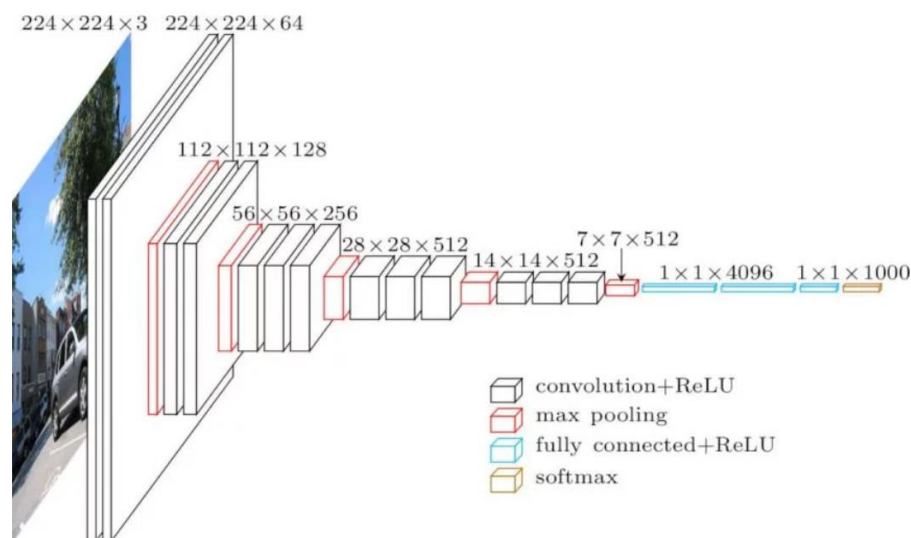 224×224×3
224×224×64
112×112×128
56×56×256
28×28×512
14×14×512
7×7×512
1×1×4096
1×1×1000
convolution+ReLU
max pooling
fully connected+ReLU
softmax